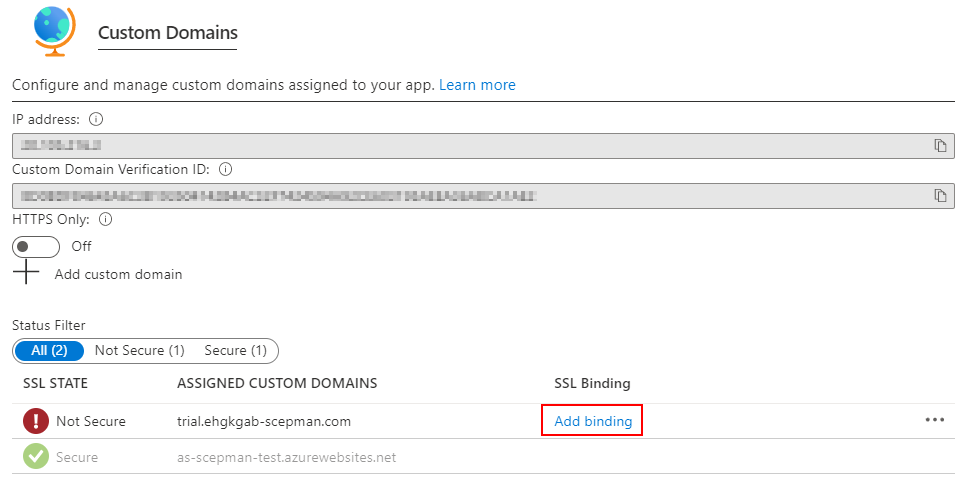 Custom Domains
Configure and manage custom domains assigned to your app. Learn more
IP address:
Custom Domain Verification ID:
HTTPS Only:
Off
Add custom domain
Status Filter
All (2) Not Secure (1) Secure (1)
SSL STATE ASSIGNED CUSTOM DOMAINS SSL Binding
Not Secure trial.ehgkgab-scepman.com Add binding
Secure as-scepman-test.azurewebsites.net